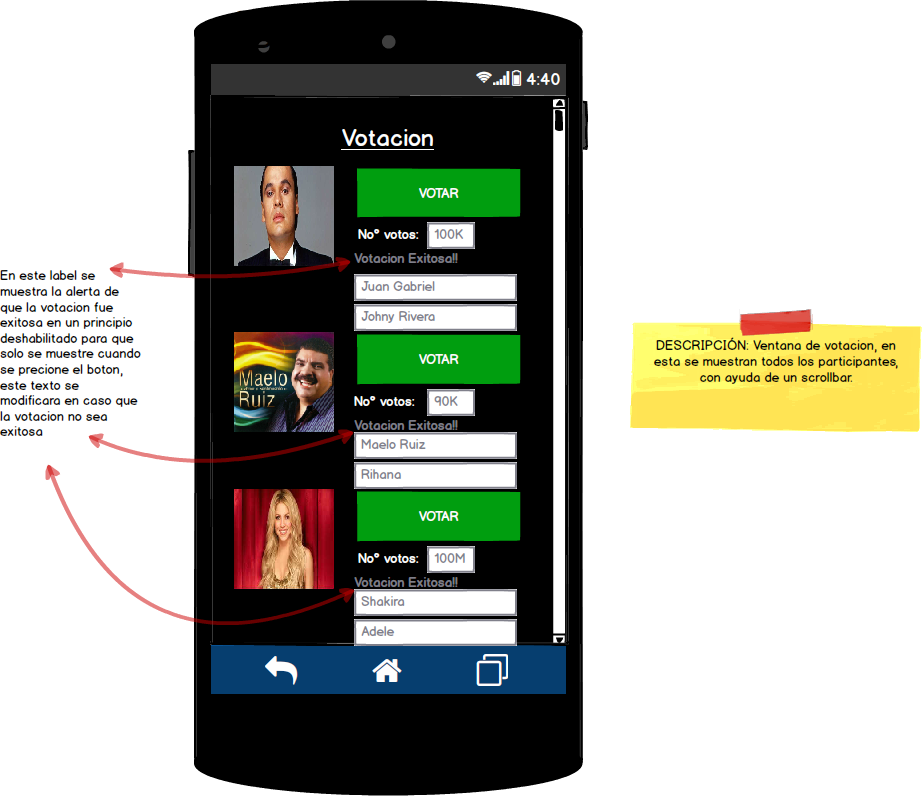 4:40
Votacion
VOTAR
Noº votos: 100K
Votacion Exitosa!!
Juan Gabriel
Johny Rivera
Maelo
Ruiz
VOTAR
Noº votos: 90K
Votacion Exitosa!!
Maelo Ruiz
Rihana
VOTAR
Noº votos: 100M
Votacion Exitosa!!
Shakira
Adele
En este label se
muestra la alerta de
que la votacion fue
exitosa en un principio
deshabilitado para que
solo se muestre cuando
se precione el boton,
este texto se
modificara en caso que
la votacion no sea
exitosa
DESCRIPCIÓN: Ventana de votacion, en
esta se muestran todos los participantes,
con ayuda de un scrollbar.